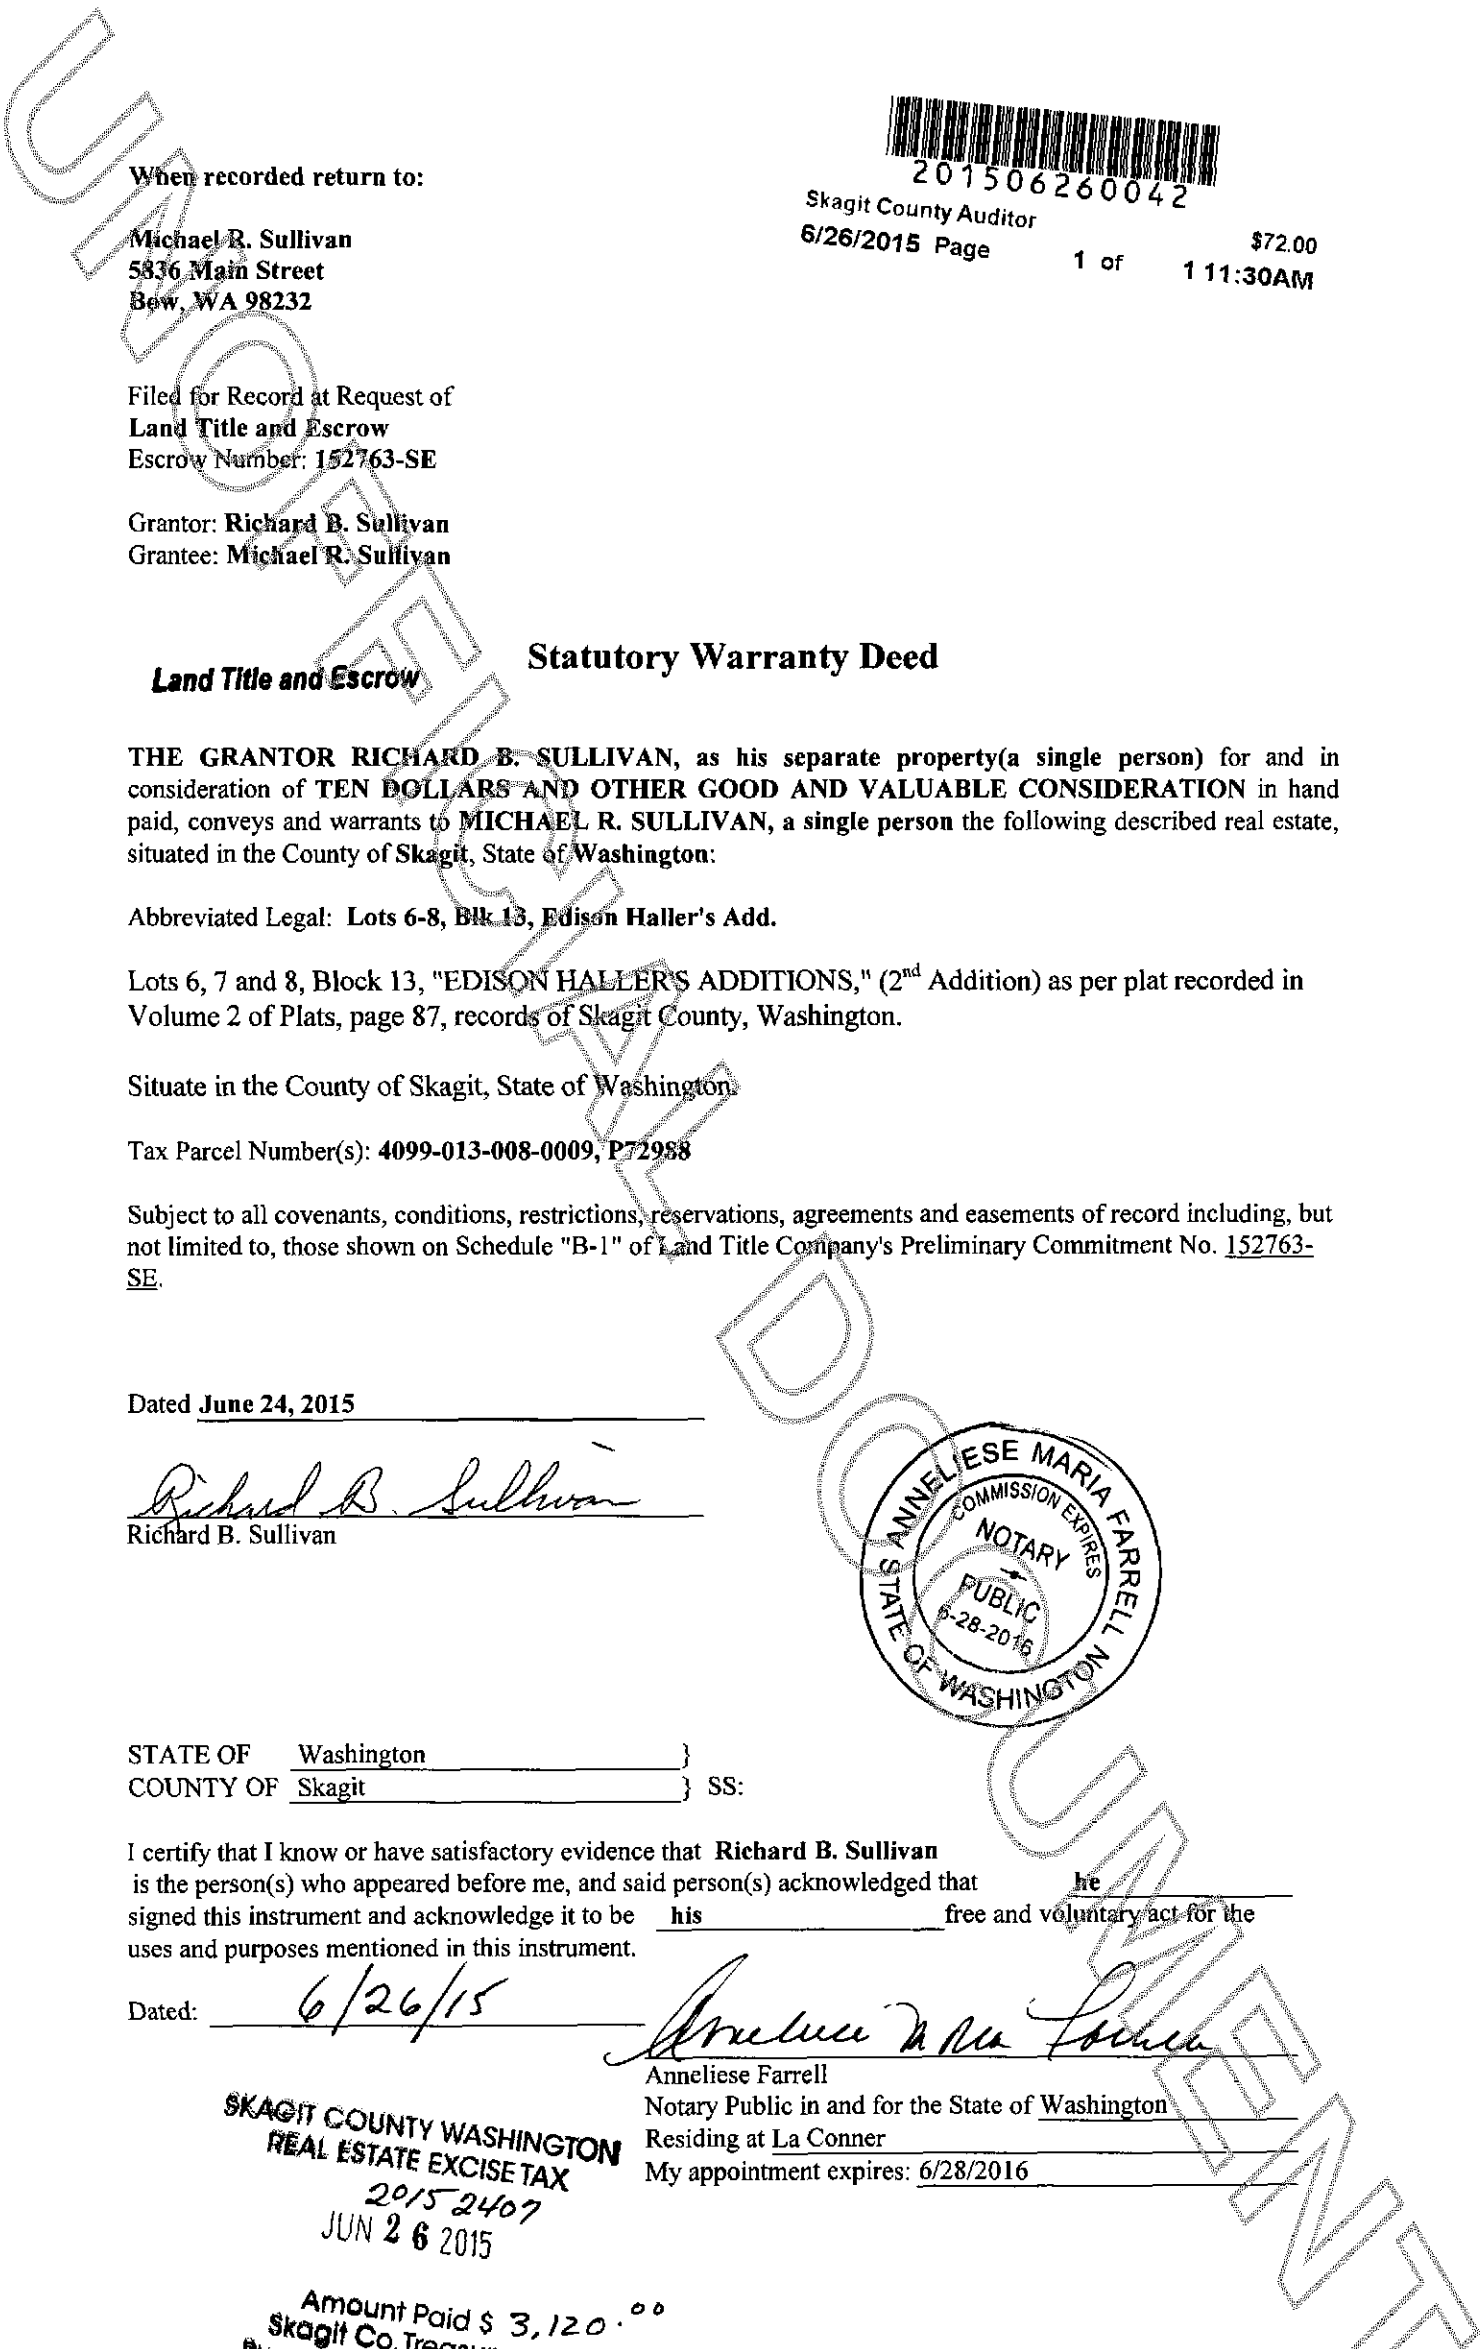 201506260042
Skagit County Auditor
$72.00
6/26/2015 Page 1 of 1 11:30AM
When recorded return to:
Michael R. Sullivan
5836 Main Street
Bow, WA 98232
Filed for Record at Request of
Land Title and Escrow
Escrow Number: 152763-SE
Grantor: Richard B. Sullivan
Grantee: Michael R. Sullivan
Statutory Warranty Deed
Land Title and Escrow
THE GRANTOR RICHARD B. SULLIVAN, as his separate property(a single person) for and in
consideration of TEN DOLLARS AND OTHER GOOD AND VALUABLE CONSIDERATION in hand
paid, conveys and warrants to MICHAEL R. SULLIVAN, a single person the following described real estate,
situated in the County of Skagit, State of Washington:
Abbreviated Legal: Lots 6-8, Blk 13, Edison Haller's Add.
Lots 6, 7 and 8, Block 13, "EDISON HALLER'S ADDITIONS," (2nd Addition) as per plat recorded in
Volume 2 of Plats, page 87, records of Skagit County, Washington.
Situate in the County of Skagit, State of Washington.
Tax Parcel Number(s): 4099-013-008-0009, P72988
Subject to all covenants, conditions, restrictions, reservations, agreements and easements of record including, but
not limited to, those shown on Schedule "B-1" of Land Title Company's Preliminary Commitment No. 152763-
SE.
Dated June 24, 2015
Richard B. Sullivan
Richard B. Sullivan
ANNELIESE MARIA FARRELL
STATE OF WASHINGTON
COMMISSION EXPIRES
NOTARY
PUBLIC
6-28-2016
STATE OF Washington }
COUNTY OF Skagit } SS:
I certify that I know or have satisfactory evidence that Richard B. Sullivan
is the person(s) who appeared before me, and said person(s) acknowledged that he
signed this instrument and acknowledge it to be his free and voluntary act for the
uses and purposes mentioned in this instrument.
Dated: 6/26/15
Anneliese Farrell
Notary Public in and for the State of Washington
Residing at La Conner
My appointment expires: 6/28/2016
SKAGIT COUNTY WASHINGTON
REAL ESTATE EXCISE TAX
2015 2407
JUN 26 2015
Amount Paid $ 3,120.00
Skagit Co.
UNOFFICIAL DOCUMENT